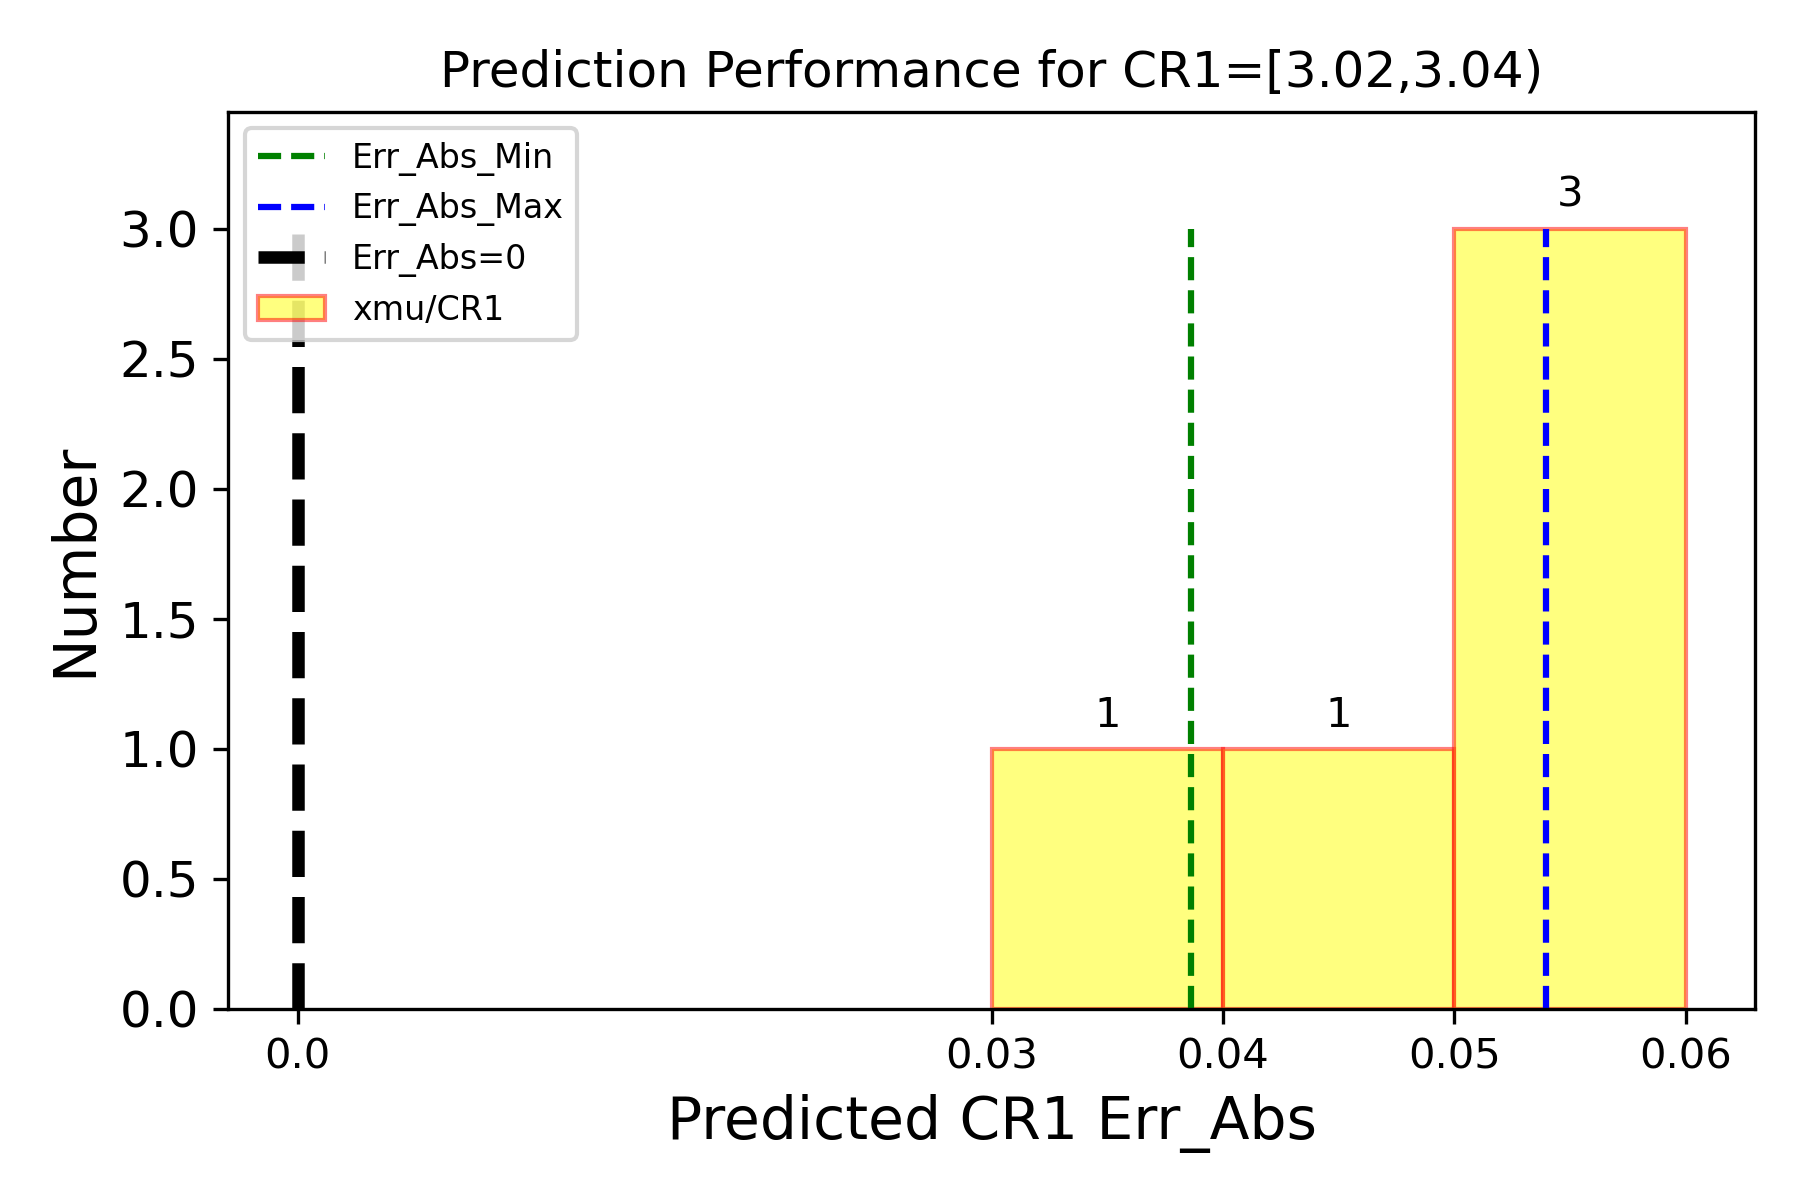 Prediction Performance for CR1=[3.02,3.04)
Err_Abs_Min
Err_Abs_Max
Err_Abs=0
xmu/CR1
3
1
1
3.0
2.5
2.0
1.5
1.0
0.5
0.0
Number
0.0
0.03
0.04
0.05
0.06
Predicted CR1 Err_Abs